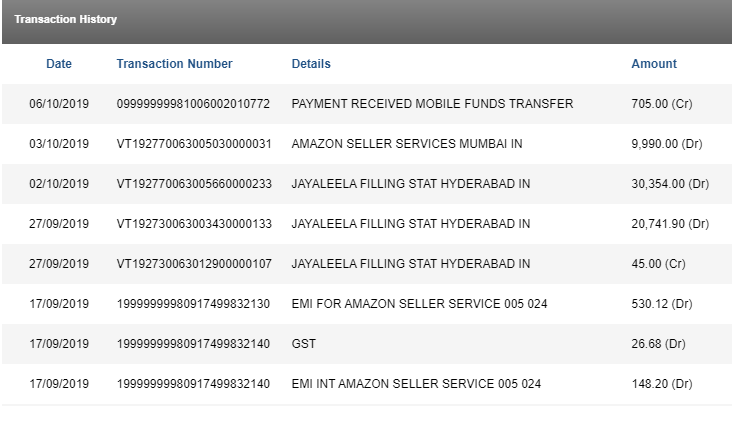 Transaction History
Date Transaction Number Details Amount
06/10/2019 09999999981006002010772 PAYMENT RECEIVED MOBILE FUNDS TRANSFER 705.00 (Cr)
03/10/2019 VT192770063005030000031 AMAZON SELLER SERVICES MUMBAI IN 9,990.00 (Dr)
02/10/2019 VT192770063005660000233 JAYALEELA FILLING STAT HYDERABAD IN 30,354.00 (Dr)
27/09/2019 VT192730063003430000133 JAYALEELA FILLING STAT HYDERABAD IN 20,741.90 (Dr)
27/09/2019 VT192730063012900000107 JAYALEELA FILLING STAT HYDERABAD IN 45.00 (Cr)
17/09/2019 19999999980917499832130 EMI FOR AMAZON SELLER SERVICE 005 024 530.12 (Dr)
17/09/2019 19999999980917499832140 GST 26.68 (Dr)
17/09/2019 19999999980917499832140 EMI INT AMAZON SELLER SERVICE 005 024 148.20 (Dr)